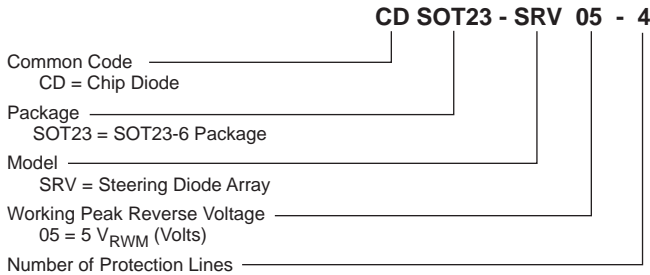 CD SOT23 - SRV 05 - 4
Common Code
CD = Chip Diode
Package
SOT23 = SOT23-6 Package
Model
SRV = Steering Diode Array
Working Peak Reverse Voltage
05 = 5 VRWM (Volts)
Number of Protection Lines